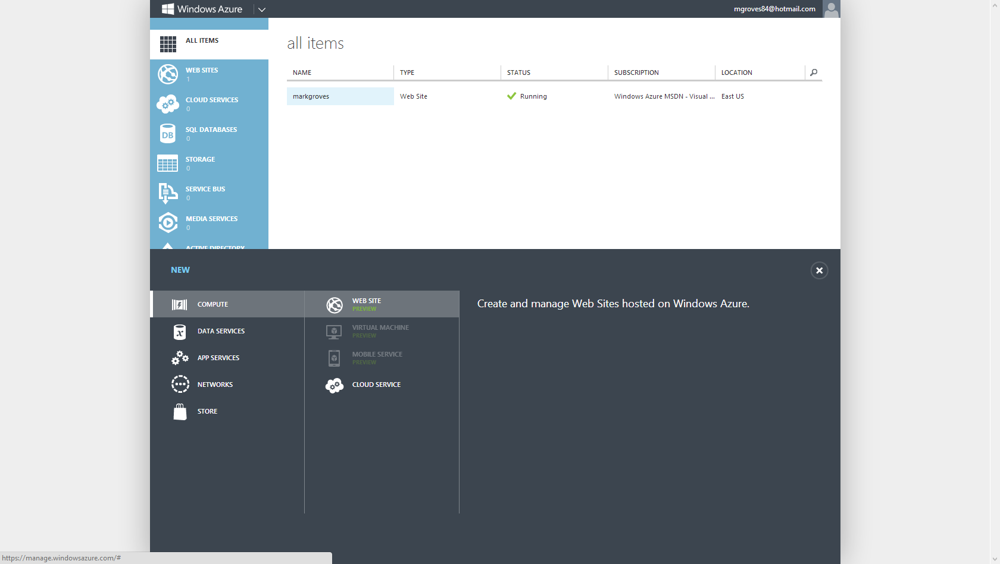 Windows Azure
mgroves84@hotmail.com
ALL ITEMS
WEB SITES
1
CLOUD SERVICES
0
SQL DATABASES
0
DB
STORAGE
0
SERVICE BUS
0
MEDIA SERVICES
0
ACTIVE DIRECTORY
all items
NAME TYPE STATUS SUBSCRIPTION LOCATION
markgroves Web Site Running Windows Azure MSDN - Visual ... East US
NEW
COMPUTE
DATA SERVICES
APP SERVICES
NETWORKS
STORE
WEB SITE
PREVIEW
VIRTUAL MACHINE
PREVIEW
MOBILE SERVICE
PREVIEW
CLOUD SERVICE
Create and manage Web Sites hosted on Windows Azure.
https://manage.windowsazure.com/#